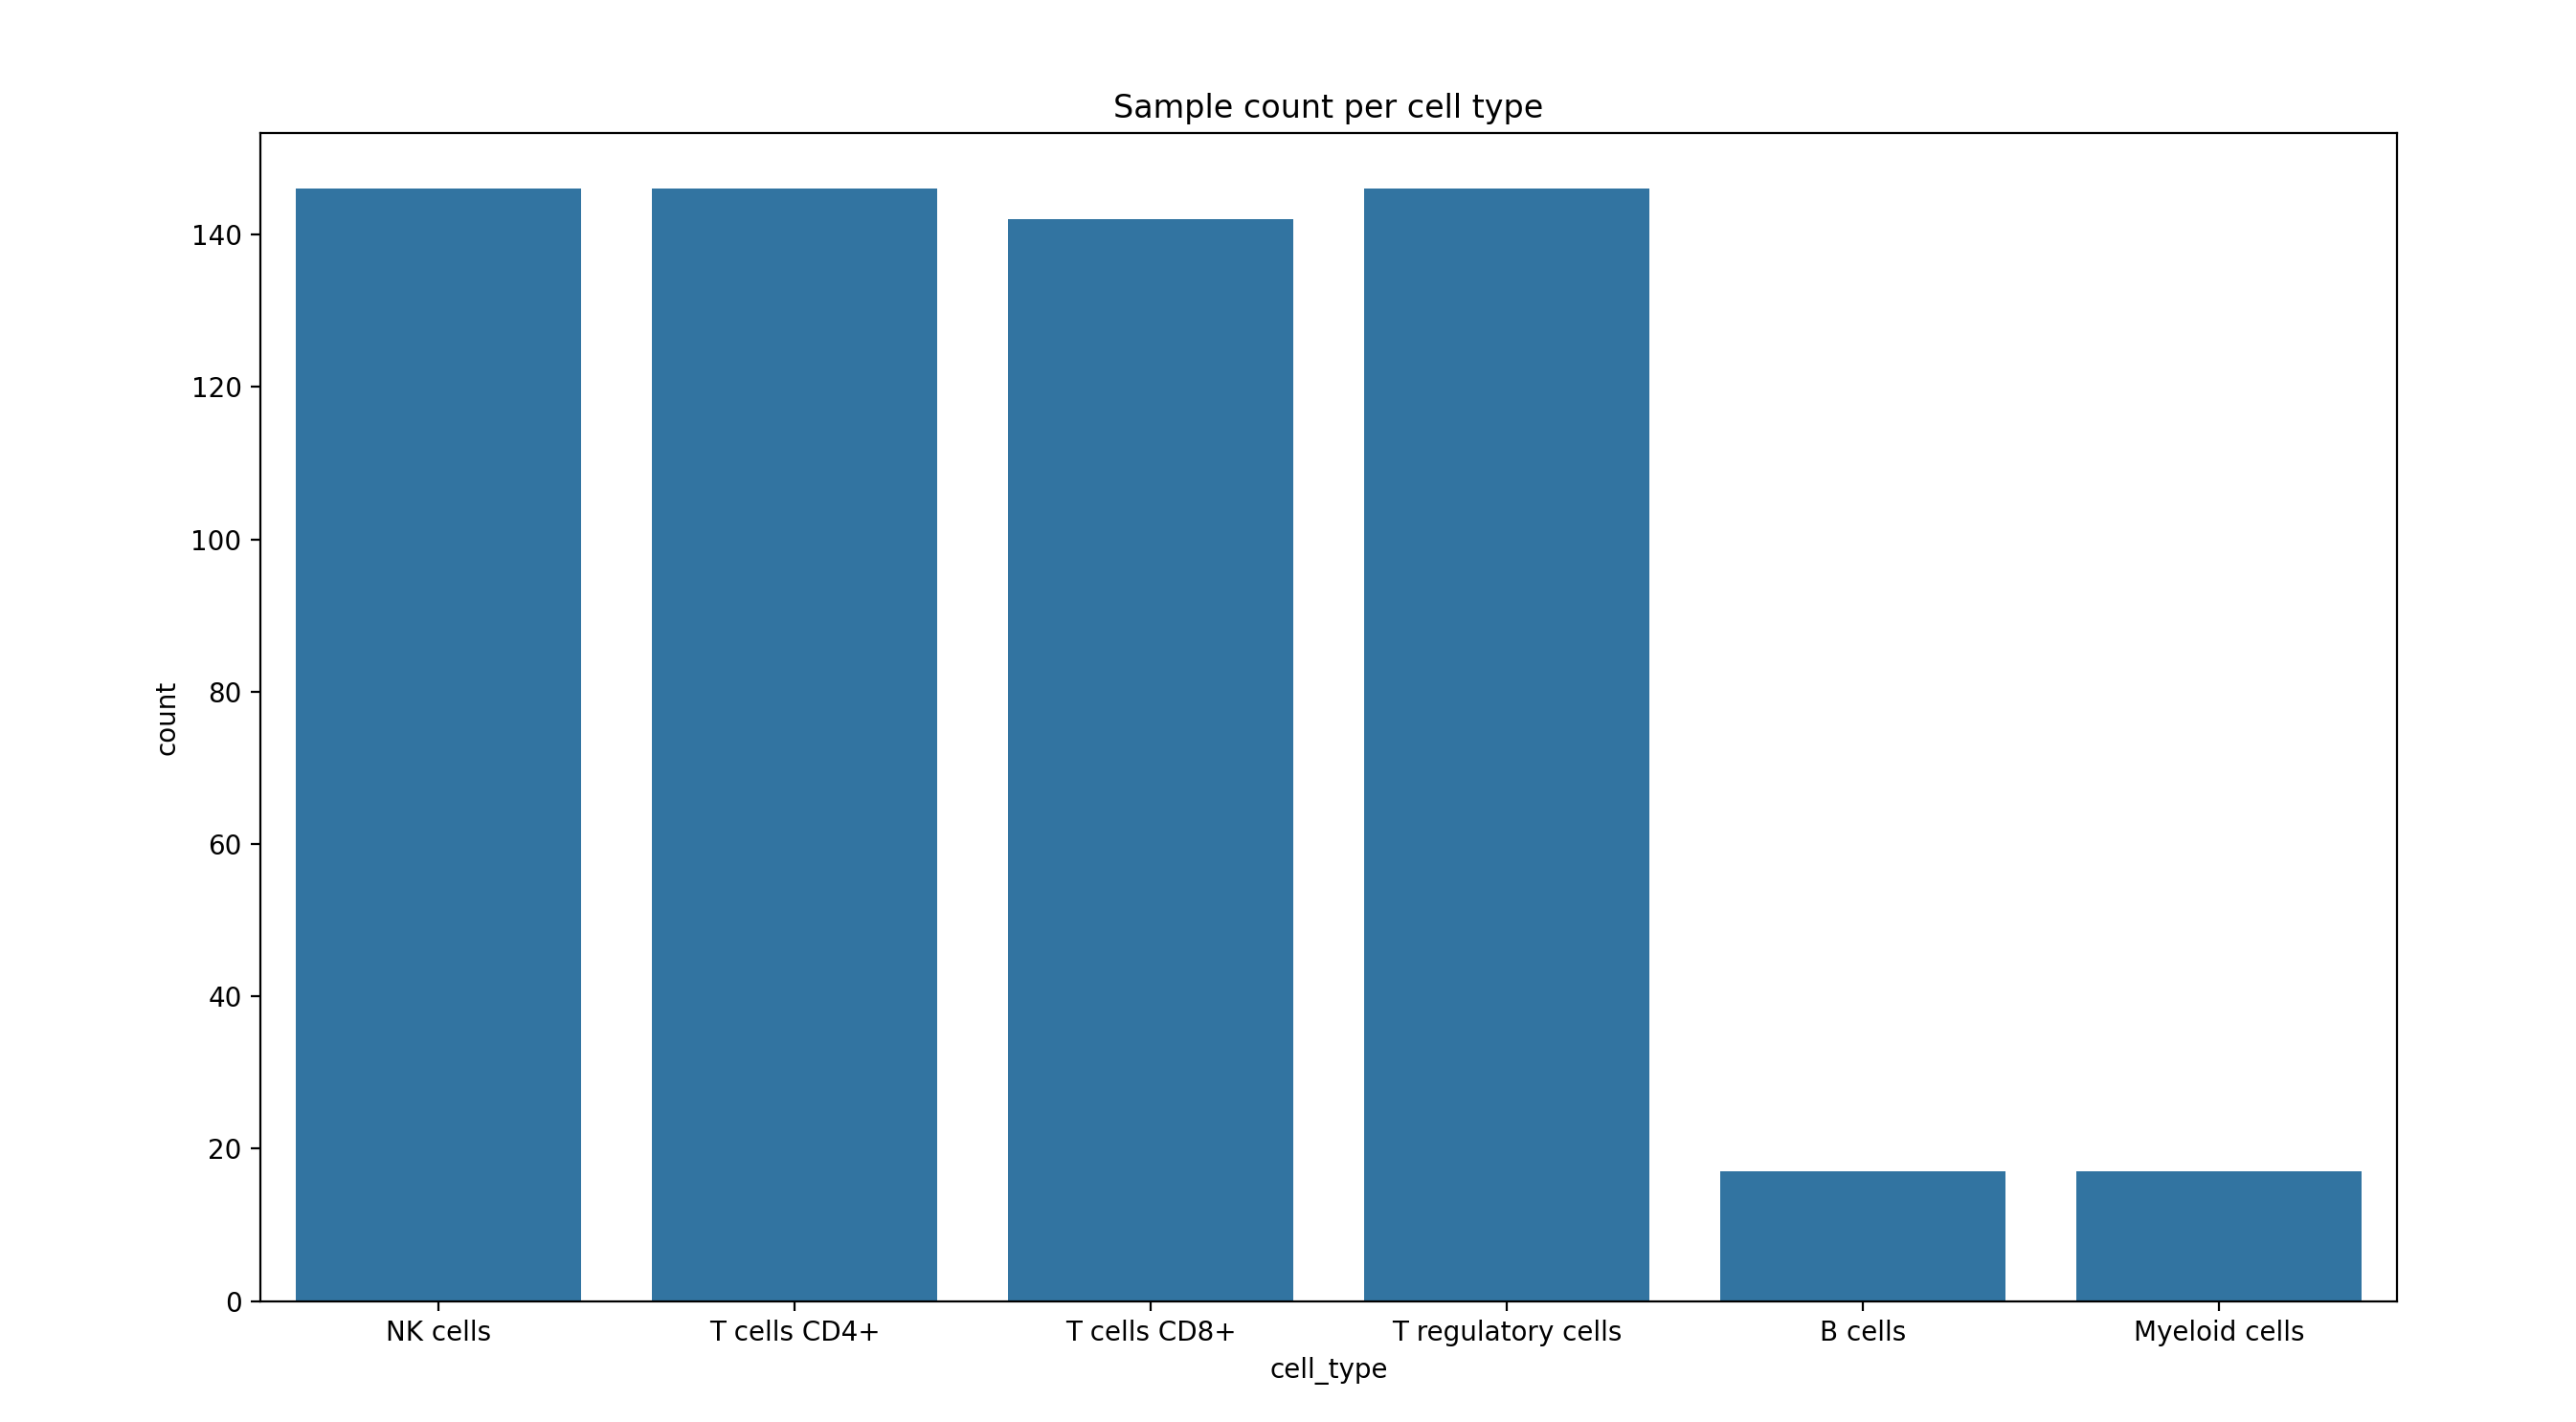 Sample count per cell type
140
120
100
80
60
40
20
0
count
NK cells
T cells CD4+
T cells CD8+
T regulatory cells
B cells
Myeloid cells
cell_type